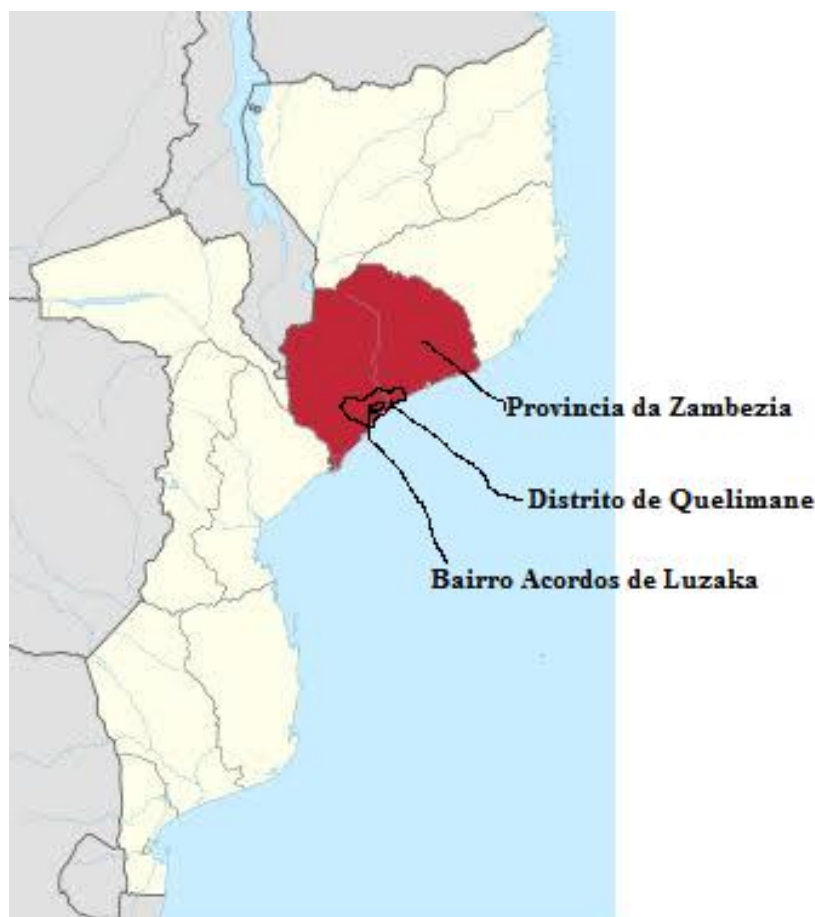 Provincia da Zambezia
Distrito de Quelimane
Bairro Acordos de Luzaka